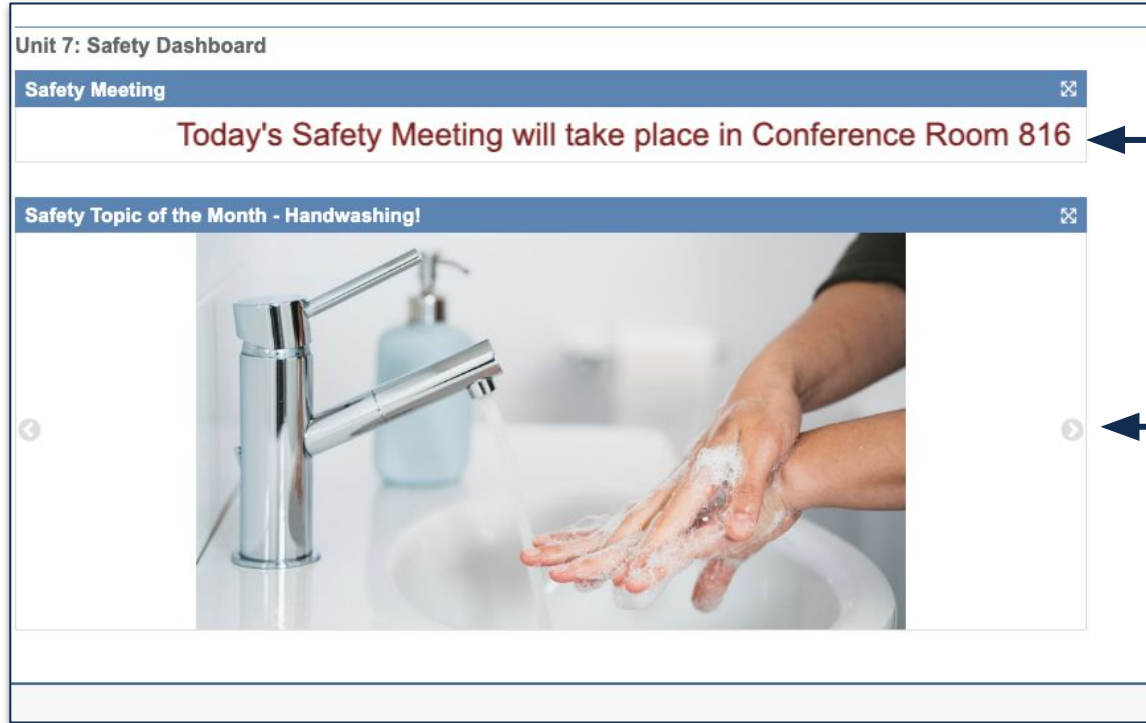 Unit 7: Safety Dashboard
Safety Meeting
Today's Safety Meeting will take place in Conference Room 816
Safety Topic of the Month - Handwashing!